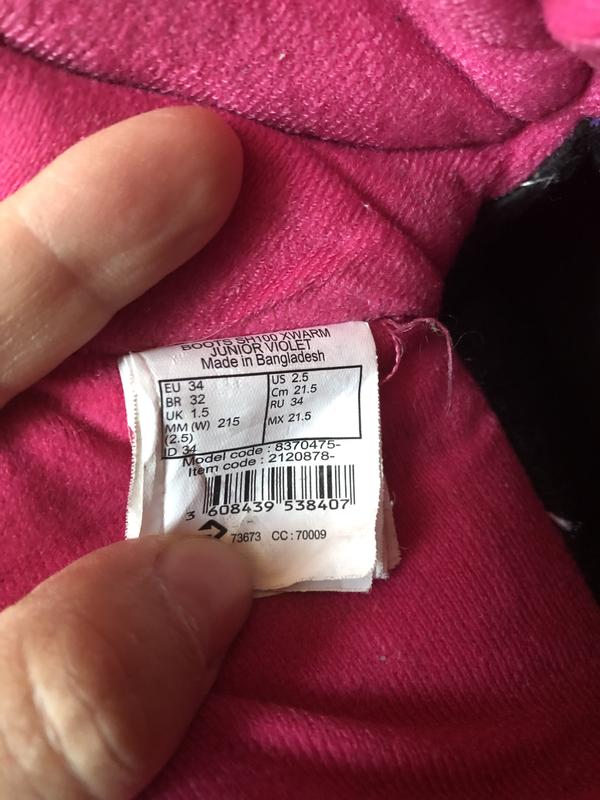 BOOTS SH100 XWARM
JUNIOR VIOLET
Made in Bangladesh
EU 34
BR 32
UK 1.5
MM (W) 215
(2.5)
ID 34
US 2.5
Cm 21.5
RU 34
MX 21.5
Model code : 8370475-
Item code : 2120878-
3 608439 538407
73673 CC : 70009